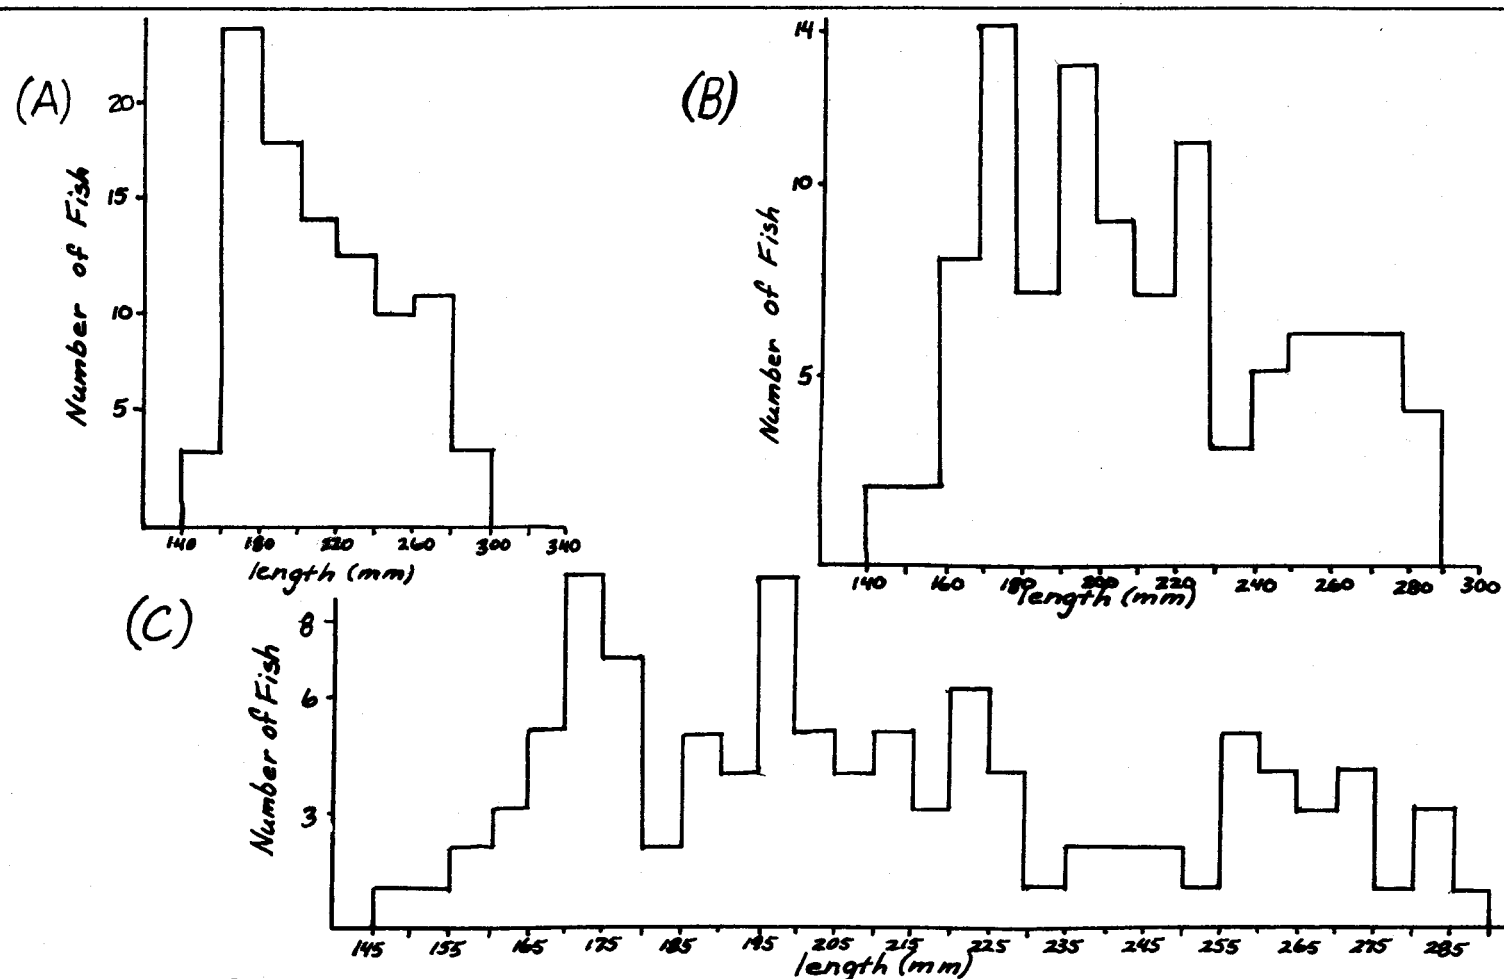 (A)
20
15
10
5
Number of Fish
140 180 220 260 300 340
length (mm)
(B)
14
10
5
Number of Fish
140 160 180 200 220 240 260 280 300
length (mm)
(C)
8
6
3
Number of Fish
145 155 165 175 185 195 205 215 225 235 245 255 265 275 285
length (mm)